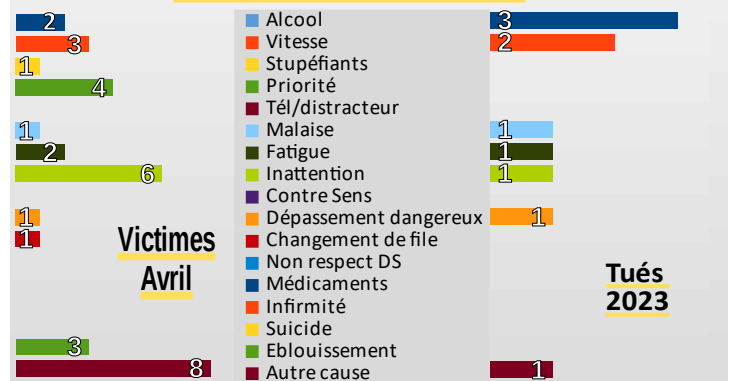 2 Alcool 3
3 Vitesse 2
1 Stupéfiants
4 Priorité
Tél/distracteur
1 Malaise 1
2 Fatigue 1
6 Inattention 1
Contre Sens
1 Dépassement dangereux 1
1 Changement de file
Victimes
Avril
Non respect DS
Médicaments
Tués
2023
Infirmité
Suicide
3 Eblouissement
8 Autre cause 1